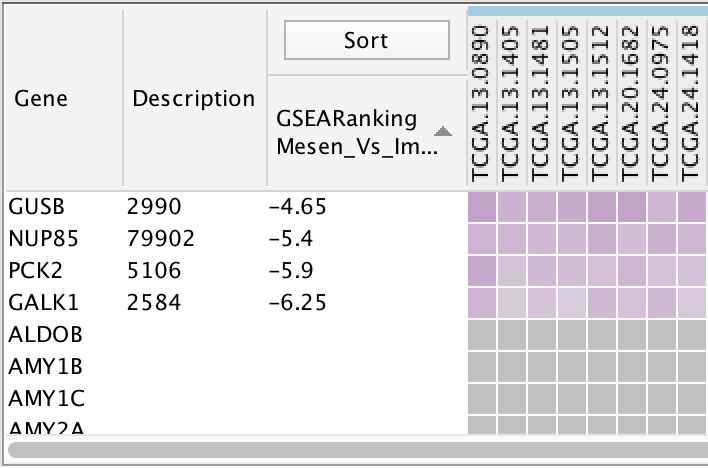 Sort
Gene
Description
GSEARanking
Mesen_Vs_Im...
TCGA.13.0890
TCGA.13.1405
TCGA.13.1481
TCGA.13.1505
TCGA.13.1512
TCGA.20.1682
TCGA.24.0975
TCGA.24.1418
GUSB 2990 -4.65
NUP85 79902 -5.4
PCK2 5106 -5.9
GALK1 2584 -6.25
ALDOB
AMY1B
AMY1C
AMY2A